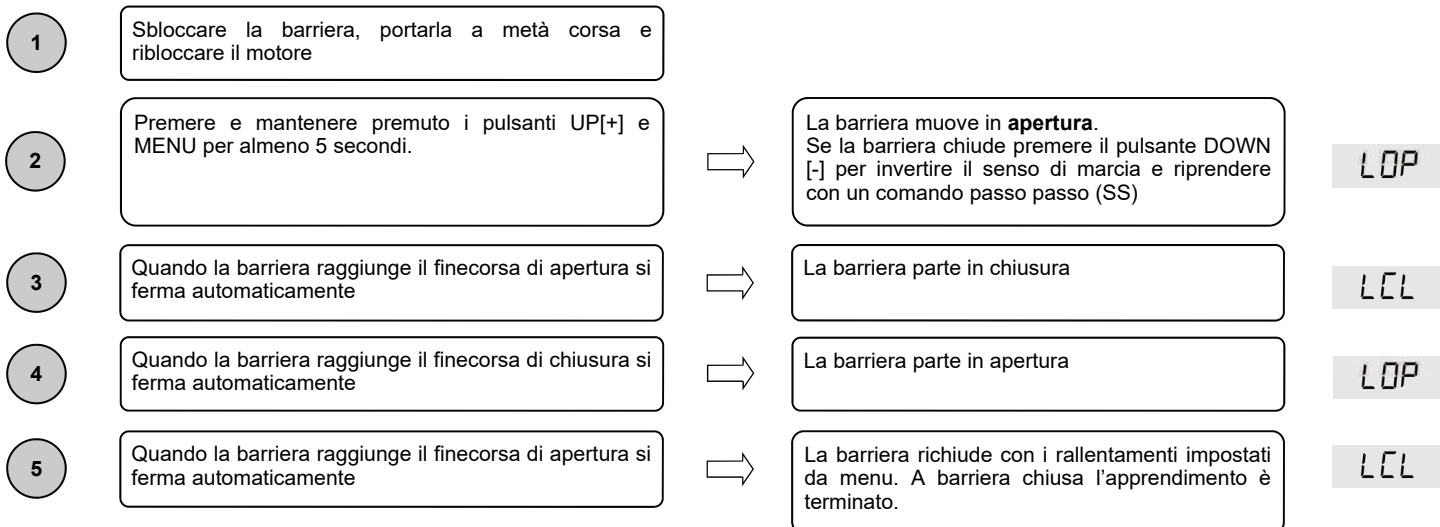 1
Sbloccare la barriera, portarla a metà corsa e
ribloccare il motore
2
Premere e mantenere premuto i pulsanti UP[+] e
MENU per almeno 5 secondi.
La barriera muove in apertura.
Se la barriera chiude premere il pulsante DOWN
[-] per invertire il senso di marcia e riprendere
con un comando passo passo (SS)
LOP
3
Quando la barriera raggiunge il finecorsa di apertura si
ferma automaticamente
La barriera parte in chiusura
LCL
4
Quando la barriera raggiunge il finecorsa di chiusura si
ferma automaticamente
La barriera parte in apertura
LOP
5
Quando la barriera raggiunge il finecorsa di apertura si
ferma automaticamente
La barriera richiude con i rallentamenti impostati
da menu. A barriera chiusa l’apprendimento è
terminato.
LCL